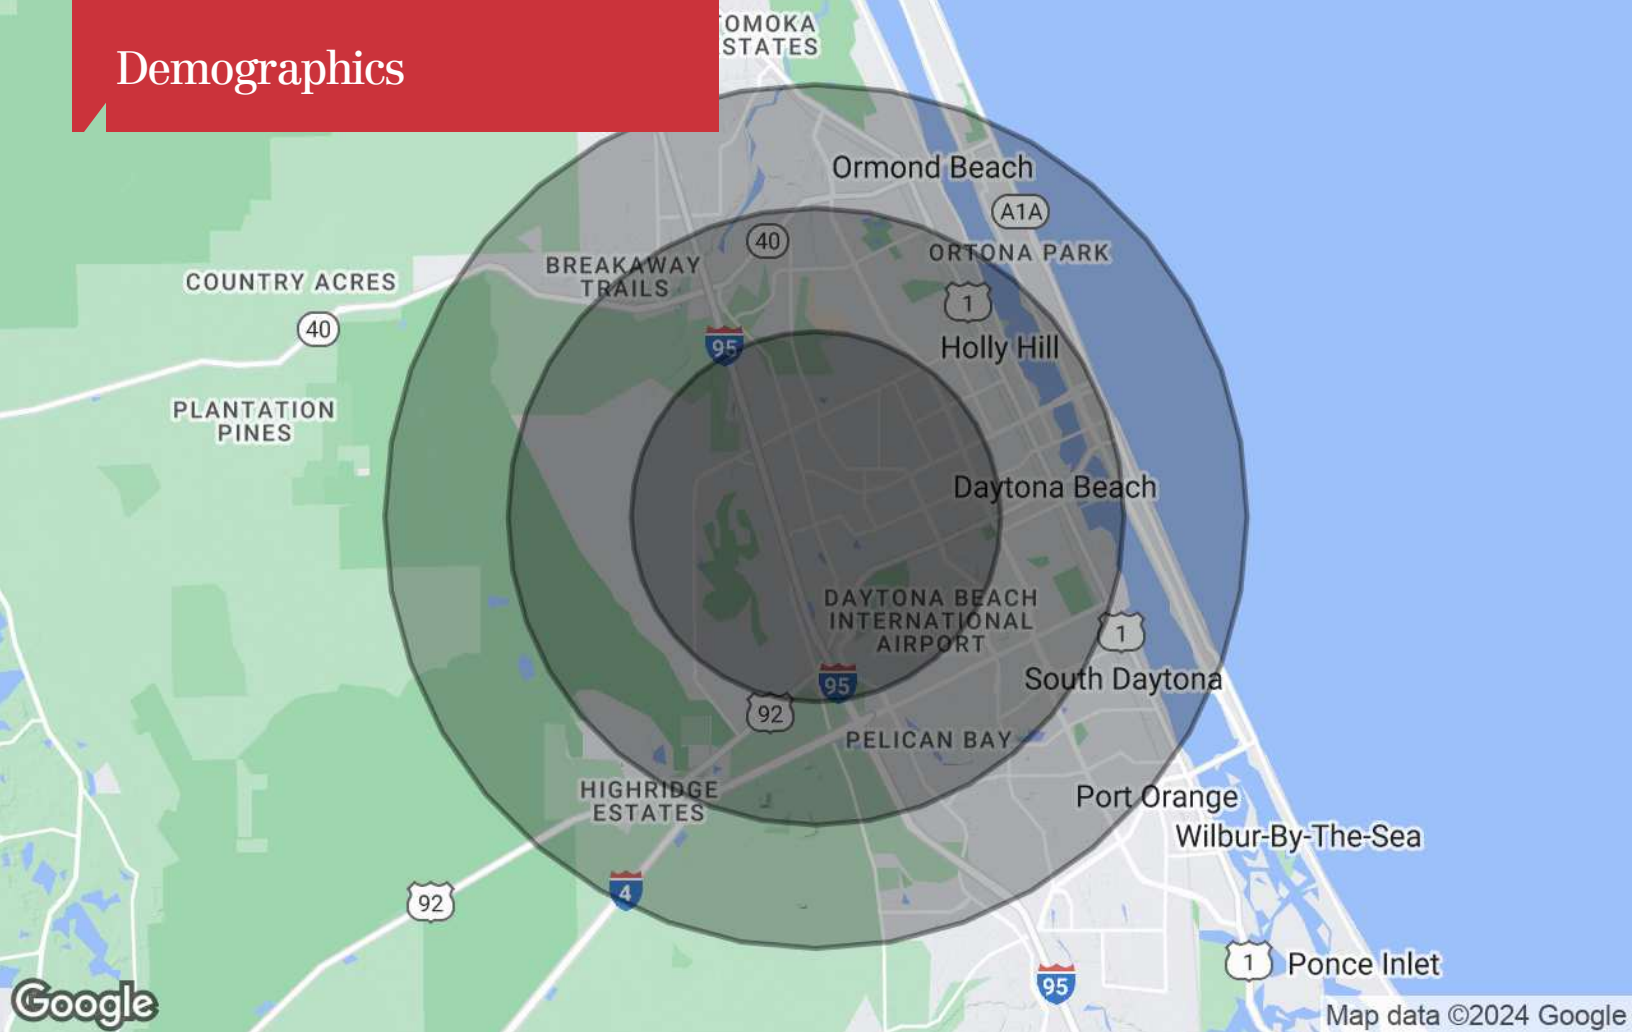 Demographics
OMOKA
STATES
Ormond Beach
A1A
40
ORTONA PARK
BREAKAWAY
TRAILS
COUNTRY ACRES
1
40
95
Holly Hill
PLANTATION
PINES
Daytona Beach
DAYTONA BEACH
INTERNATIONAL
AIRPORT
1
South Daytona
95
92
PELICAN BAY
HIGHRIDGE
ESTATES
Port Orange
Wilbur-By-The-Sea
4
92
1
Ponce Inlet
95
Google
Map data ©2024 Google